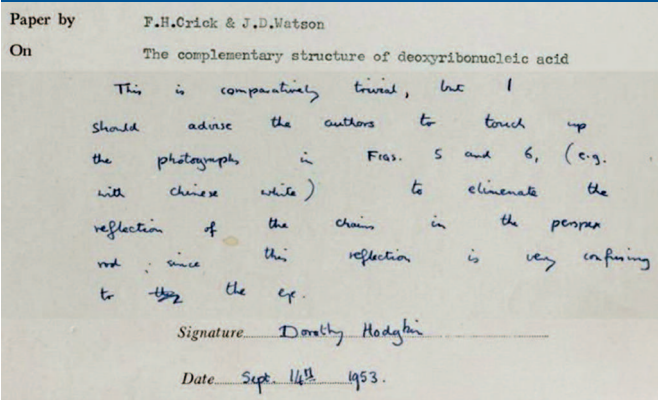 Paper by F.H.Crick & J.D.Watson
On The complementary structure of deoxyribonucleic acid
This is comparatively trivial, but I
should advise the authors to touch up
the photographs in Figs. 5 and 6, (e.g.
with chinese white) to elimenate the
reflection of the chains in the perspex
rod, since this reflection is very confusing
to the eye.
Signature Dorothy Hodgkin
Date Sept. 14th 1953.